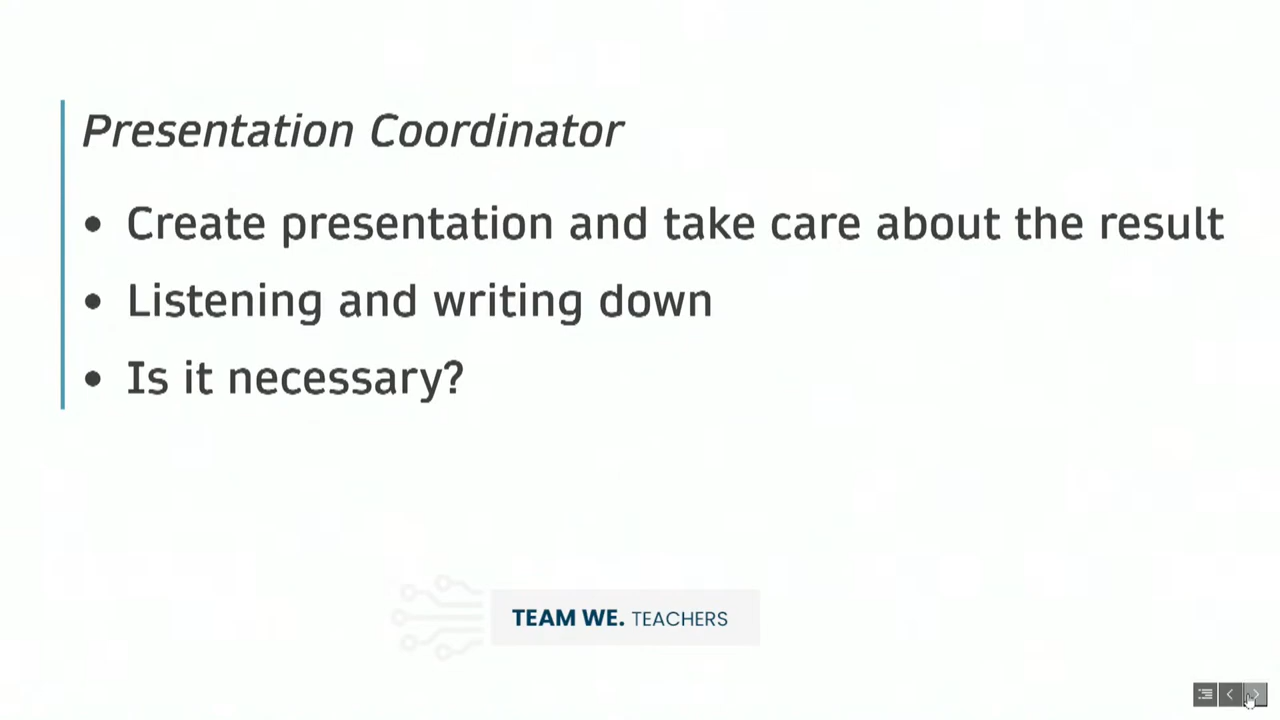 Presentation Coordinator
• Create presentation and take care about the result
• Listening and writing down
• Is it necessary?
TEAM WE. TEACHERS